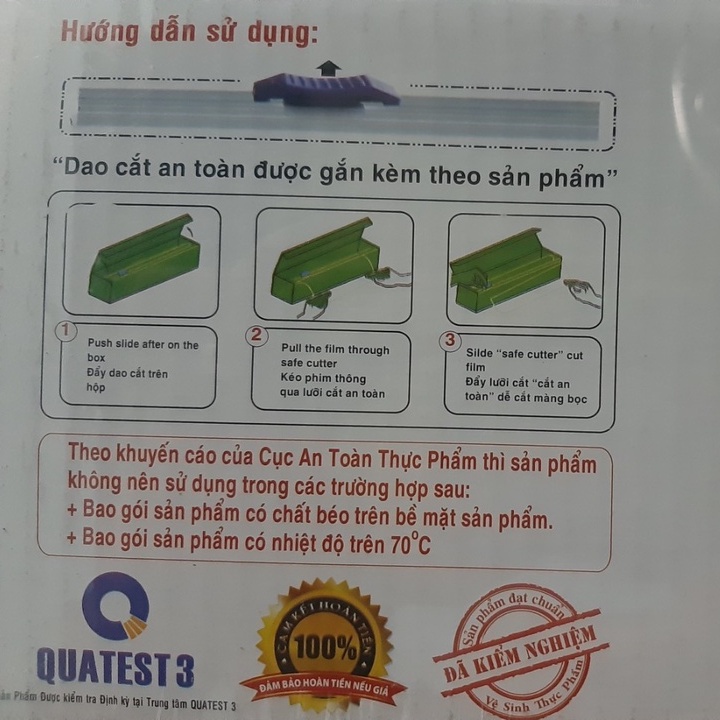 Hướng dẫn sử dụng:
“Dao cắt an toàn được gắn kèm theo sản phẩm”
1
Push slide after on the
box
Đẩy dao cắt trên
hộp
2
Pull the film through
safe cutter
Kéo phim thông
qua lưỡi cắt an toàn
3
Silde “safe cutter” cut
film
Đẩy lưỡi cắt “cắt an
toàn” dễ cắt màng bọc
Theo khuyến cáo của Cục An Toàn Thực Phẩm thì sản phẩm
không nên sử dụng trong các trường hợp sau:
+ Bao gói sản phẩm có chất béo trên bề mặt sản phẩm.
+ Bao gói sản phẩm có nhiệt độ trên 70°C
QUATEST 3
Phẩm Được kiểm tra Định kỳ tại Trung tâm QUATEST 3
CAM KẾT HOÀN TIỀN
100%
ĐẢM BẢO HOÀN TIỀN NẾU GIẢ
Sản phẩm đạt chuẩn
ĐÃ KIỂM NGHIỆM
Vệ Sinh Thực Phẩm